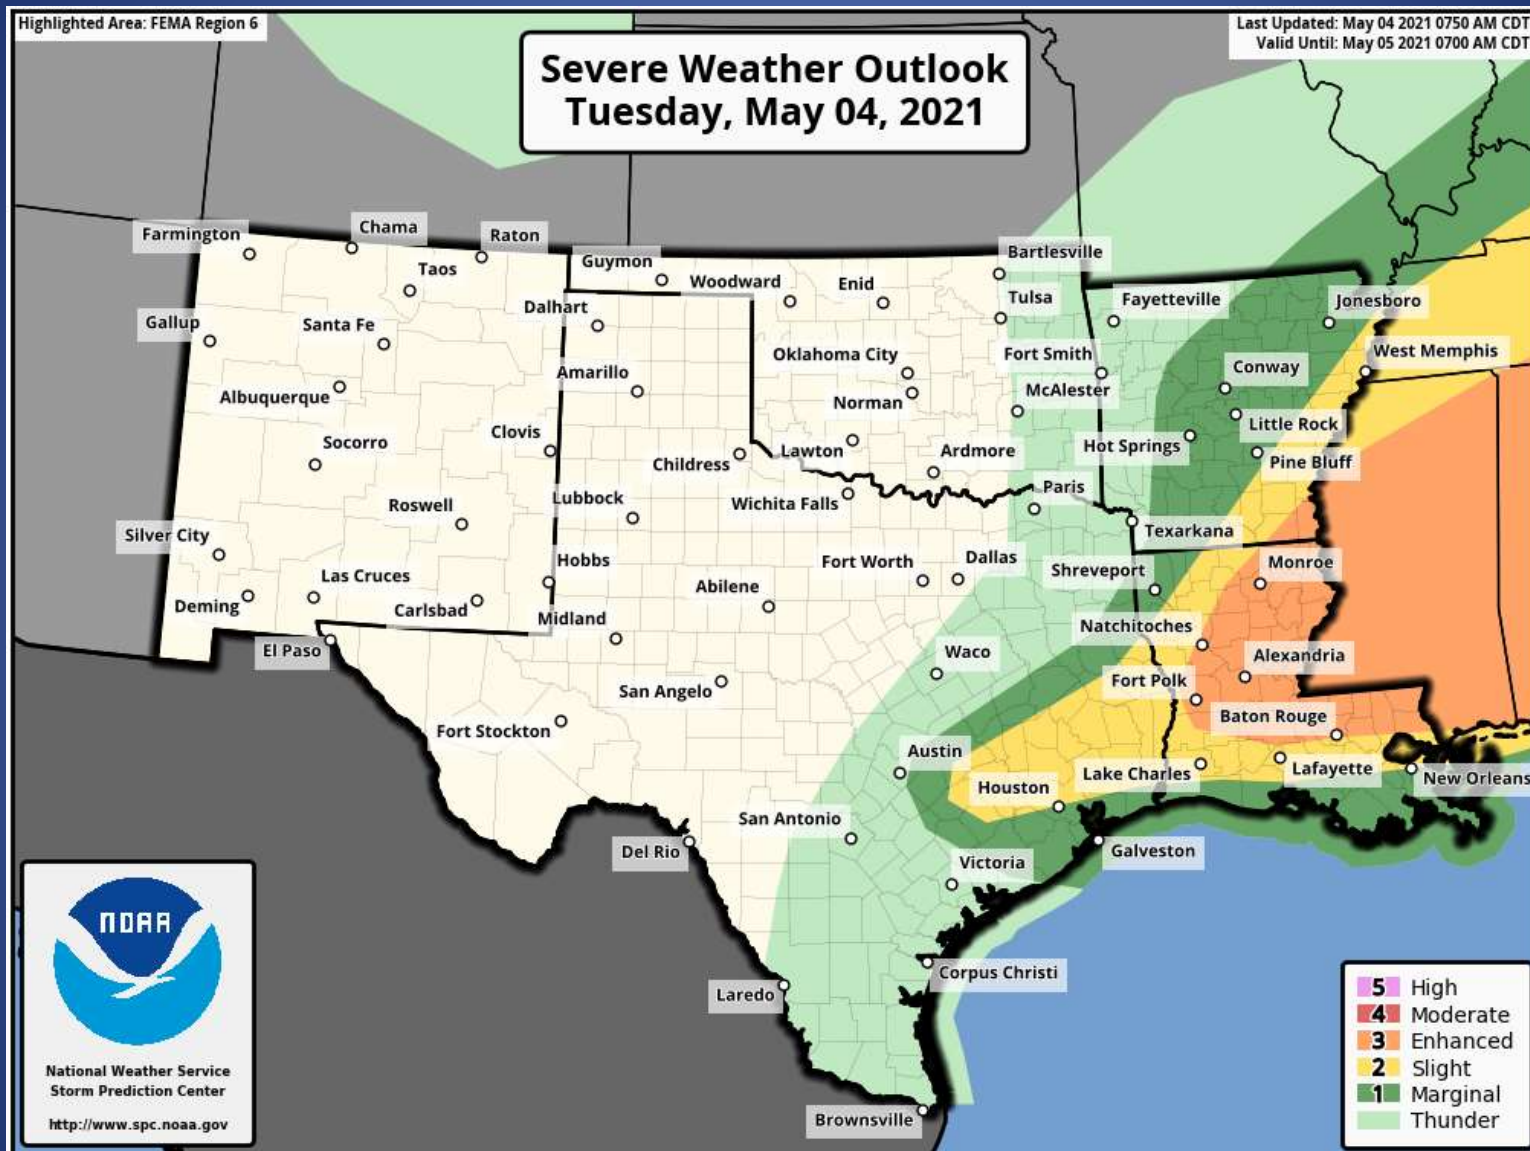 Highlighted Area: FEMA Region 6
Last Updated: May 04 2021 0750 AM CDT
Valid Until: May 05 2021 0700 AM CDT
Severe Weather Outlook
Tuesday, May 04, 2021
Farmington
Chama
Raton
Taos
Guymon
Woodward
Enid
Bartlesville
Tulsa
Fayetteville
Jonesboro
Gallup
Santa Fe
Dalhart
Oklahoma City
Fort Smith
West Memphis
Albuquerque
Amarillo
Norman
McAlester
Conway
Little Rock
Socorro
Clovis
Childress
Lawton
Ardmore
Hot Springs
Pine Bluff
Roswell
Lubbock
Wichita Falls
Paris
Texarkana
Silver City
Las Cruces
Hobbs
Abilene
Fort Worth
Dallas
Shreveport
Monroe
Deming
Carlsbad
Midland
Natchitoches
El Paso
San Angelo
Waco
Alexandria
Fort Polk
Fort Stockton
Baton Rouge
Austin
Houston
Lake Charles
Lafayette
New Orleans
San Antonio
Del Rio
Victoria
Galveston
Laredo
Corpus Christi
Brownsville
NOAA
National Weather Service
Storm Prediction Center
http://www.spc.noaa.gov
5 High
4 Moderate
3 Enhanced
2 Slight
1 Marginal
Thunder